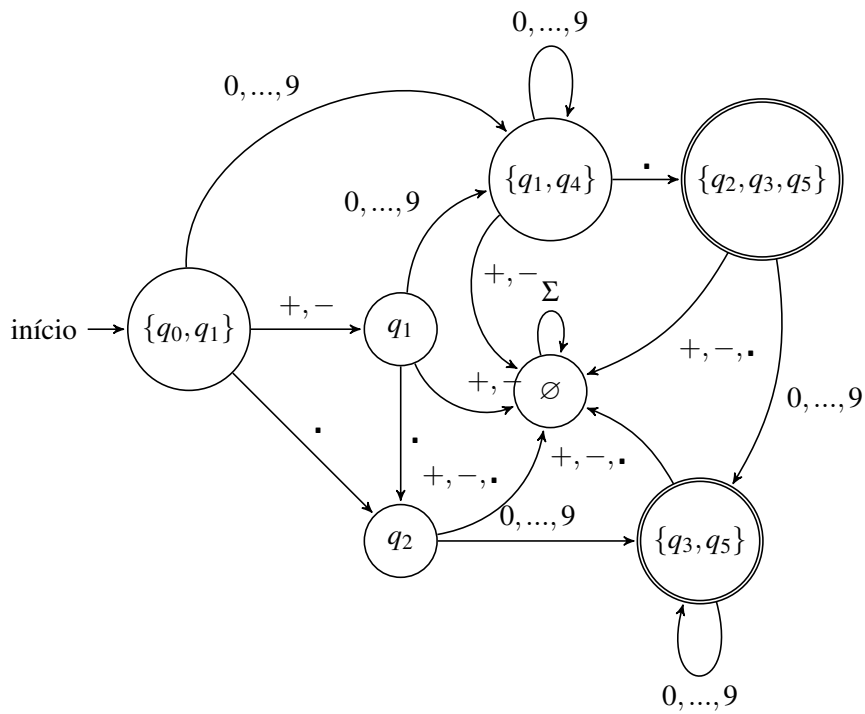 0,...,9
0,...,9
{q1, q4}
.
{q2, q3, q5}
0,...,9
+,−
Σ
início
{q0, q1}
+,−
q1
+,−,.
+,−
∅
0,...,9
.
.
+,−,.
+,−,.
0,...,9
q2
{q3, q5}
0,...,9